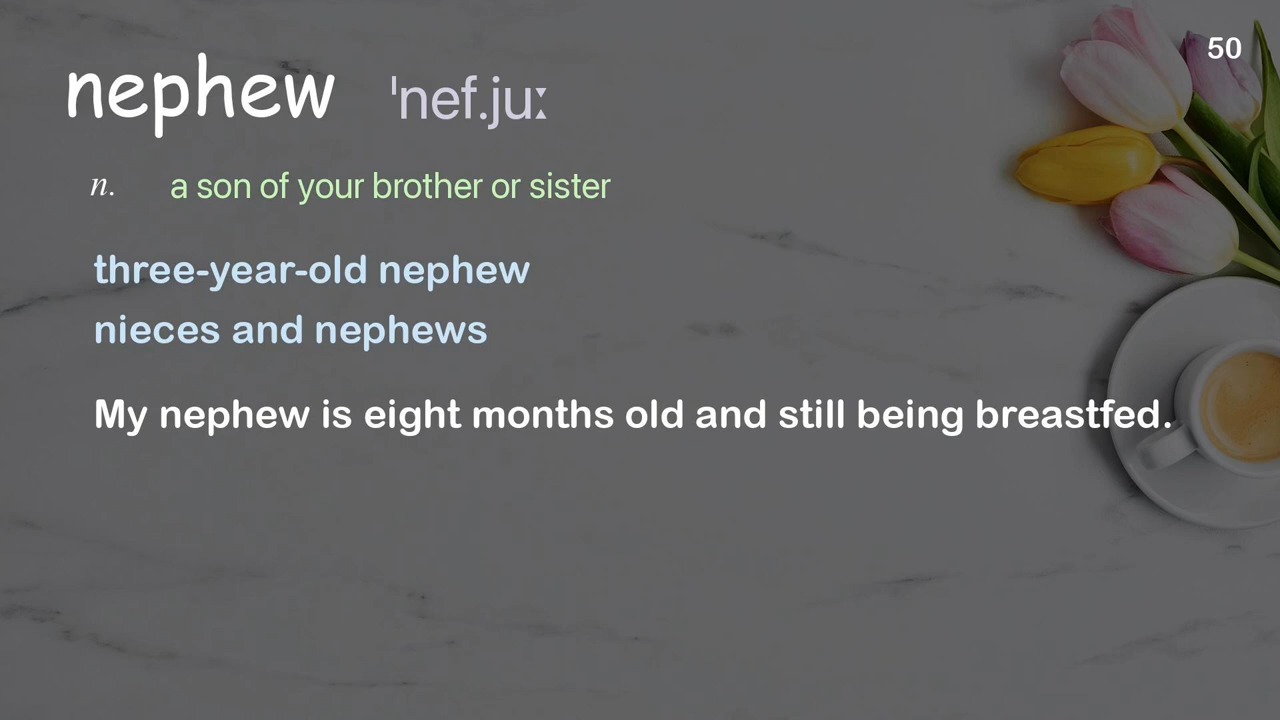 50
nephew ˈnef.juː
n. a son of your brother or sister
three-year-old nephew
nieces and nephews
My nephew is eight months old and still being breastfed.